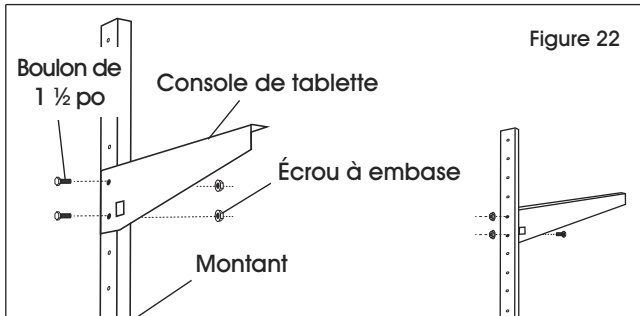 Figure 22
Boulon de
1 ½ po
Console de tablette
Écrou à embase
Montant